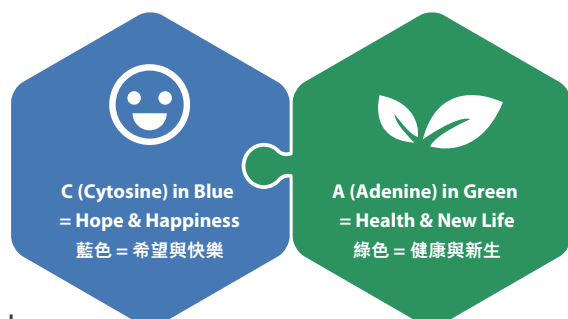 C (Cytosine) in Blue
= Hope & Happiness
藍色 = 希望與快樂
A (Adenine) in Green
= Health & New Life
綠色 = 健康與新生